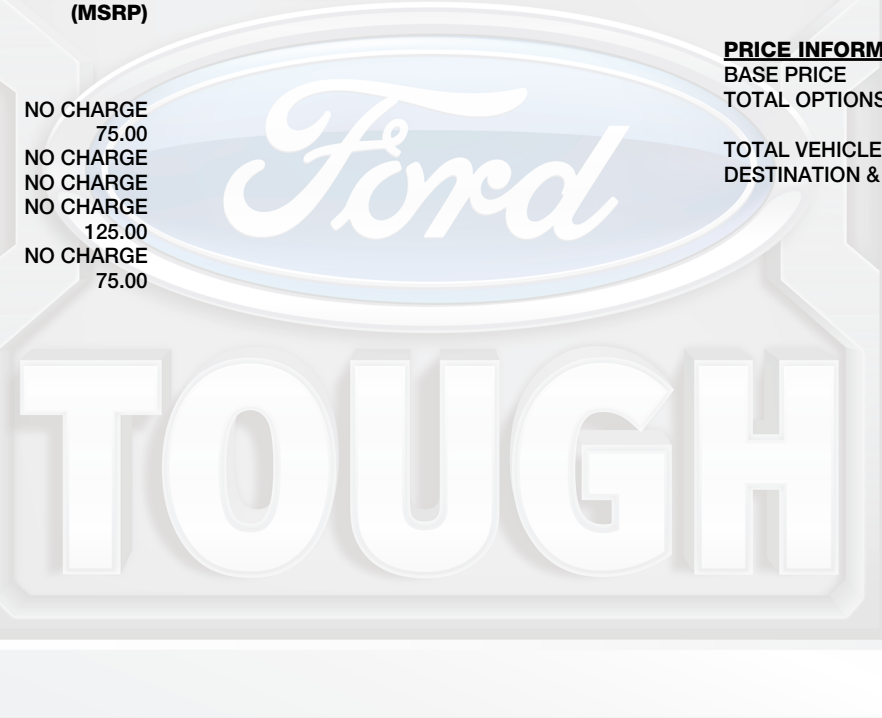 (MSRP)
NO CHARGE
75.00
NO CHARGE
NO CHARGE
NO CHARGE
125.00
NO CHARGE
75.00
PRICE INFORM
BASE PRICE
TOTAL OPTIONS
TOTAL VEHICLE
DESTINATION &
Ford
TOUGH